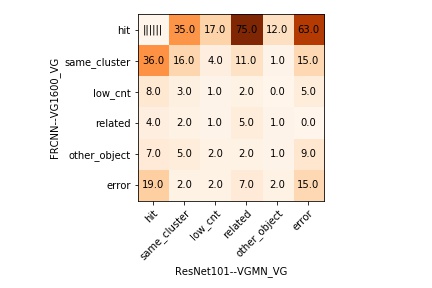 hit |||||| 35.0 17.0 75.0 12.0 63.0
same_cluster 36.0 16.0 4.0 11.0 1.0 15.0
low_cnt 8.0 3.0 1.0 2.0 0.0 5.0
related 4.0 2.0 1.0 5.0 1.0 0.0
other_object 7.0 5.0 2.0 2.0 1.0 9.0
error 19.0 2.0 2.0 7.0 2.0 15.0
FRCNN--VG1600_VG
hit same_cluster low_cnt related other_object error
ResNet101--VGMN_VG